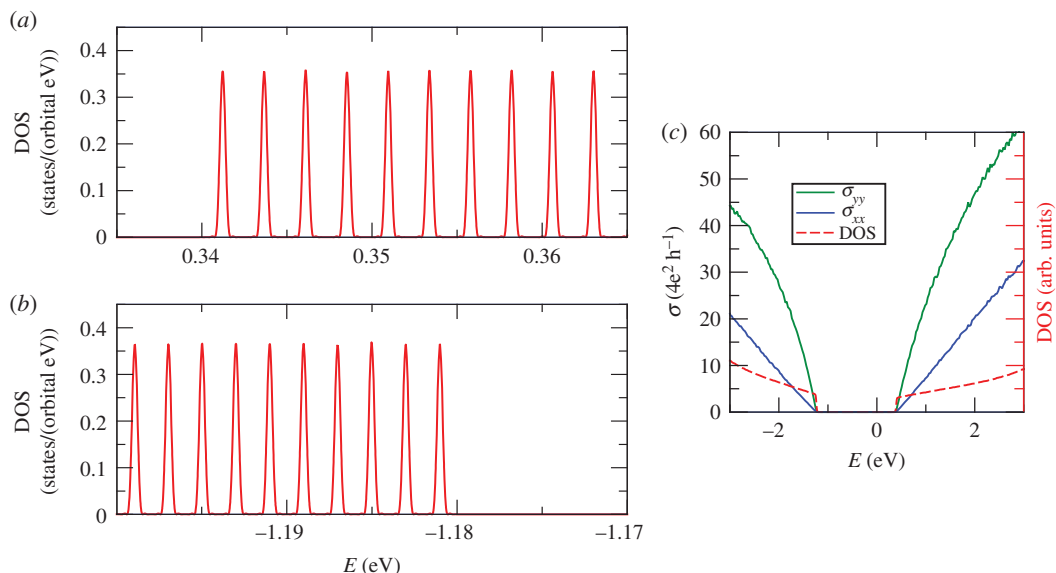 (a)
0.4
0.3
0.2
0.1
0
DOS
(states/(orbital eV))
0.34
0.35
0.36
(b)
0.4
0.3
0.2
0.1
0
DOS
(states/(orbital eV))
−1.19
−1.18
−1.17
E (eV)
(c)
60
50
40
30
20
10
0
σ (4e² h⁻¹)
σyy
σxx
DOS
−2
0
2
E (eV)
DOS (arb. units)